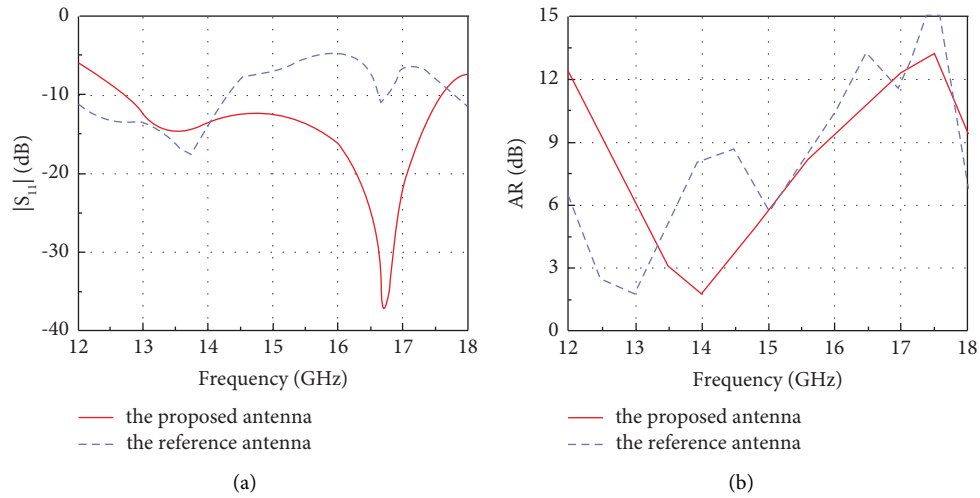 0
-10
-20
-30
-40
|S₁₁| (dB)
12 13 14 15 16 17 18
Frequency (GHz)
the proposed antenna
the reference antenna
(a)
15
12
9
6
3
0
AR (dB)
12 13 14 15 16 17 18
Frequency (GHz)
the proposed antenna
the reference antenna
(b)